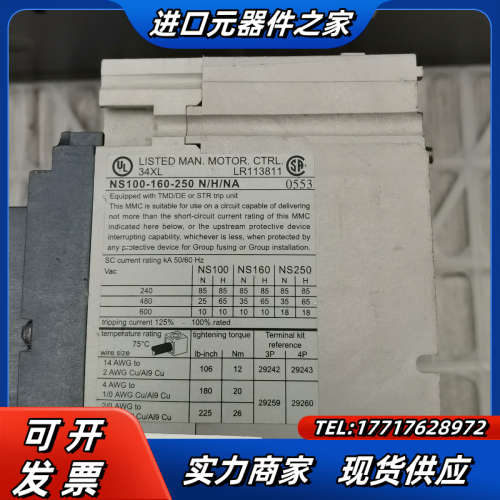 进口元器件之家
LISTED MAN. MOTOR. CTRL.
34XL LR113811
NS100-160-250 N/H/NA 0553
Equipped with TMD/DE or STR trip unit
This MMC is suitable for use on a circuit capable of delivering
not more than the short-circuit current rating of this MMC
indicated here below, or the upstream protective device
interrupting capability, whichever is less, when protected
by any protective device for Group fusing or Group installation.
SC current rating kA 50/60 Hz
Vac NS100 NS160 NS250
N H N H N H
240 85 85 85 85 85 85
480 25 65 35 65 35 65
600 10 10 10 10 18 18
tripping current 125% - 100% rated
temperature rating tightening torque Terminal kit
75°C reference
wire size lb-inch Nm 3P 4P
14 AWG to
2 AWG Cu/Al9 Cu 106 12 29242 29243
4 AWG to
1/0 AWG Cu/Al9 Cu 180 20
29259 29260
AWG Cu/Al9 Cu 225 26
TEL:17717628972
可开
发票
实力商家 现货供应